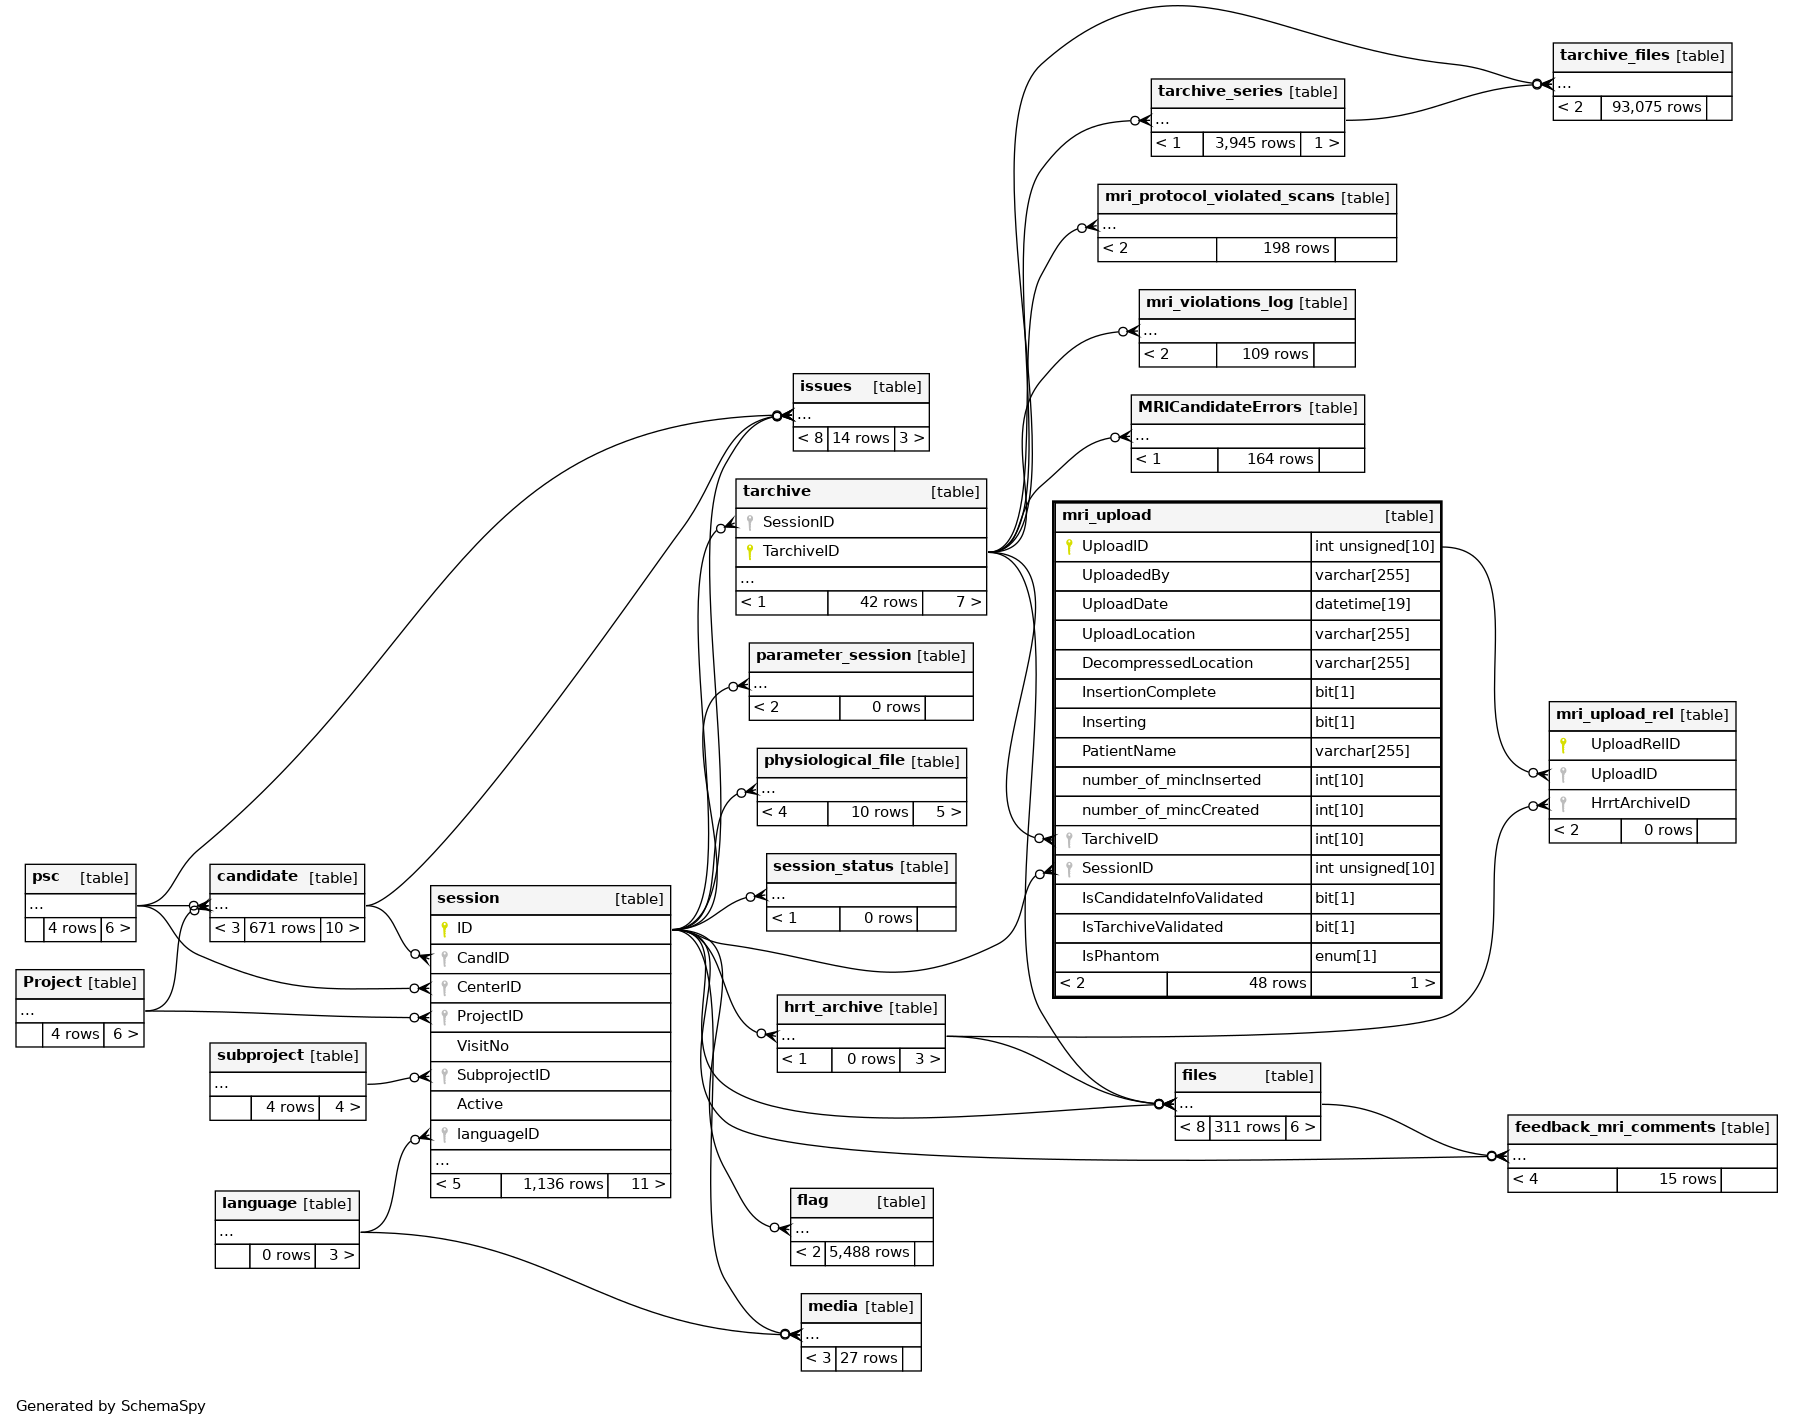 tarchive_files [table]
...
< 2 93,075 rows
tarchive_series [table]
...
< 1 3,945 rows 1 >
mri_protocol_violated_scans [table]
...
< 2 198 rows
mri_violations_log [table]
...
< 2 109 rows
issues [table]
...
< 8 14 rows 3 >
MRICandidateErrors [table]
...
< 1 164 rows
tarchive [table]
SessionID
TarchiveID
...
< 1 42 rows 7 >
mri_upload [table]
UploadID int unsigned[10]
UploadedBy varchar[255]
UploadDate datetime[19]
UploadLocation varchar[255]
DecompressedLocation varchar[255]
InsertionComplete bit[1]
Inserting bit[1]
PatientName varchar[255]
number_of_mincInserted int[10]
number_of_mincCreated int[10]
TarchiveID int[10]
SessionID int unsigned[10]
IsCandidateInfoValidated bit[1]
IsTarchiveValidated bit[1]
IsPhantom enum[1]
< 2 48 rows 1 >
parameter_session [table]
...
< 2 0 rows
mri_upload_rel [table]
UploadRelID
UploadID
HrrtArchiveID
< 2 0 rows
physiological_file [table]
...
< 4 10 rows 5 >
session_status [table]
...
< 1 0 rows
psc [table]
...
4 rows 6 >
candidate [table]
...
< 3 671 rows 10 >
session [table]
ID
CandID
CenterID
ProjectID
VisitNo
SubprojectID
Active
languageID
...
< 5 1,136 rows 11 >
Project [table]
...
4 rows 6 >
hrrt_archive [table]
...
< 1 0 rows 3 >
subproject [table]
...
4 rows 4 >
files [table]
...
< 8 311 rows 6 >
feedback_mri_comments [table]
...
< 4 15 rows
language [table]
...
0 rows 3 >
flag [table]
...
< 2 5,488 rows
media [table]
...
< 3 27 rows
Generated by SchemaSpy